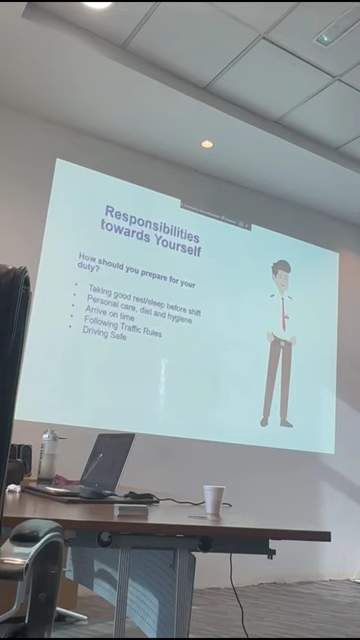 Responsibilities
towards Yourself
How should you prepare for your
duty?
• Taking good rest/sleep before shift
• Personal care, diet and hygiene
• Arrive on time
• Following Traffic Rules
• Driving Safe